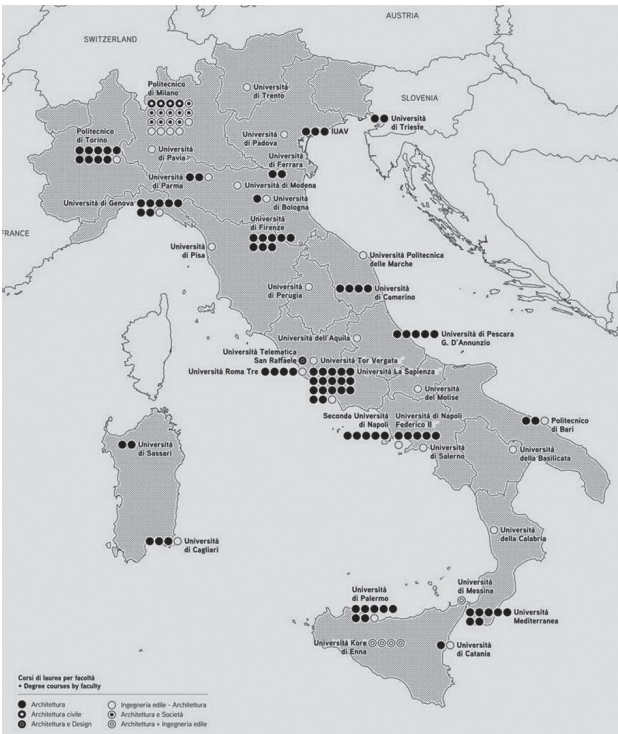 AUSTRIA
SWITZERLAND
SLOVENIA
FRANCE
Politecnico
di Milano
Università
di Trento
Politecnico
di Torino
Università
di Pavia
Università
di Padova
IUAV
Università
di Trieste
Università
di Ferrara
Università
di Parma
Università di Modena
Università di Genova
Università
di Bologna
Università
di Firenze
Università
di Pisa
Università Politecnica
delle Marche
Università
di Perugia
Università
di Camerino
Università dell'Aquila
Università di Pescara
G. D'Annunzio
Università Telematica
San Raffaele
Università Tor Vergata
Università Roma Tre
Università La Sapienza
Università
del Molise
Seconda Università
di Napoli
Università di Napoli
Federico II
Politecnico
di Bari
Università
di Salerno
Università
della Basilicata
Università
di Sassari
Università
di Cagliari
Università
della Calabria
Università
di Messina
Università
di Palermo
Università
Mediterranea
Università Kore
di Enna
Università
di Catania
Corsi di laurea per facoltà
• Degree courses by faculty
Architettura
Architettura civile
Architettura e Design
Ingegneria edile - Architettura
Architettura e Società
Architettura + Ingegneria edile